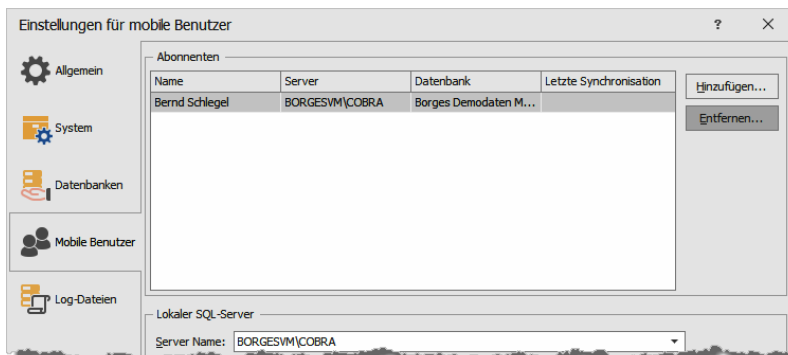 Einstellungen für mobile Benutzer ? ×
Allgemein
System
Datenbanken
Mobile Benutzer
Log-Dateien
Abonnenten
Name Server Datenbank Letzte Synchronisation
Bernd Schlegel BORGESVM\COBRA Borges Demodaten M...
Hinzufügen...
Entfernen...
Lokaler SQL-Server
Server Name: BORGESVM\COBRA